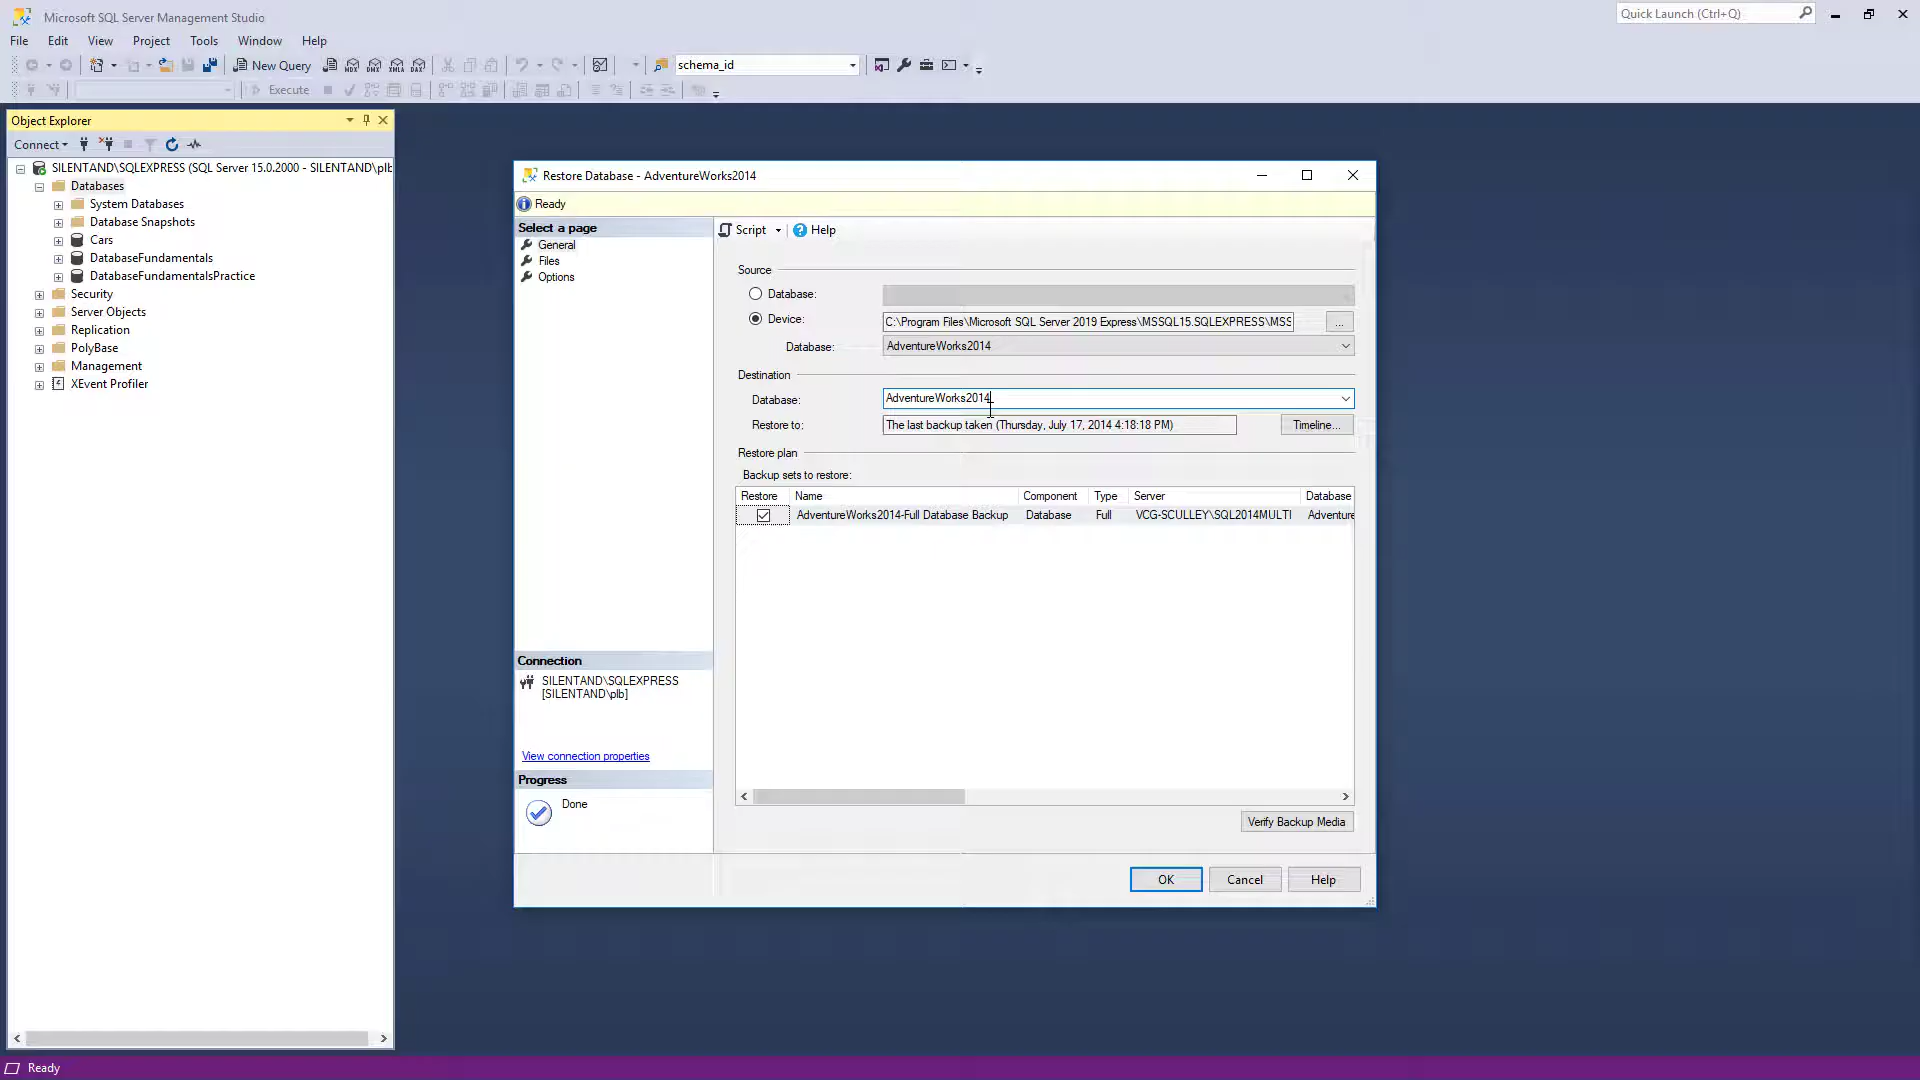 Microsoft SQL Server Management Studio
Quick Launch (Ctrl+Q)
File Edit View Project Tools Window Help
New Query MDX DMX XMLA DAX schema_id
Execute
Object Explorer
Connect
SILENTAND\SQLEXPRESS (SQL Server 15.0.2000 - SILENTAND\plb
Databases
System Databases
Database Snapshots
Cars
DatabaseFundamentals
DatabaseFundamentalsPractice
Security
Server Objects
Replication
PolyBase
Management
XEvent Profiler
Restore Database - AdventureWorks2014
Ready
Select a page
General
Files
Options
Script Help
Source
Database:
Device: C:\Program Files\Microsoft SQL Server 2019 Express\MSSQL15.SQLEXPRESS\MSS ...
Database: AdventureWorks2014
Destination
Database: AdventureWorks2014
Restore to: The last backup taken (Thursday, July 17, 2014 4:18:18 PM) Timeline...
Restore plan
Backup sets to restore:
Restore Name Component Type Server Database
AdventureWorks2014-Full Database Backup Database Full VCG-SCULLEY\SQL2014MULTI Adventure
Connection
SILENTAND\SQLEXPRESS
[SILENTAND\plb]
View connection properties
Progress
Done
Verify Backup Media
OK Cancel Help
Ready